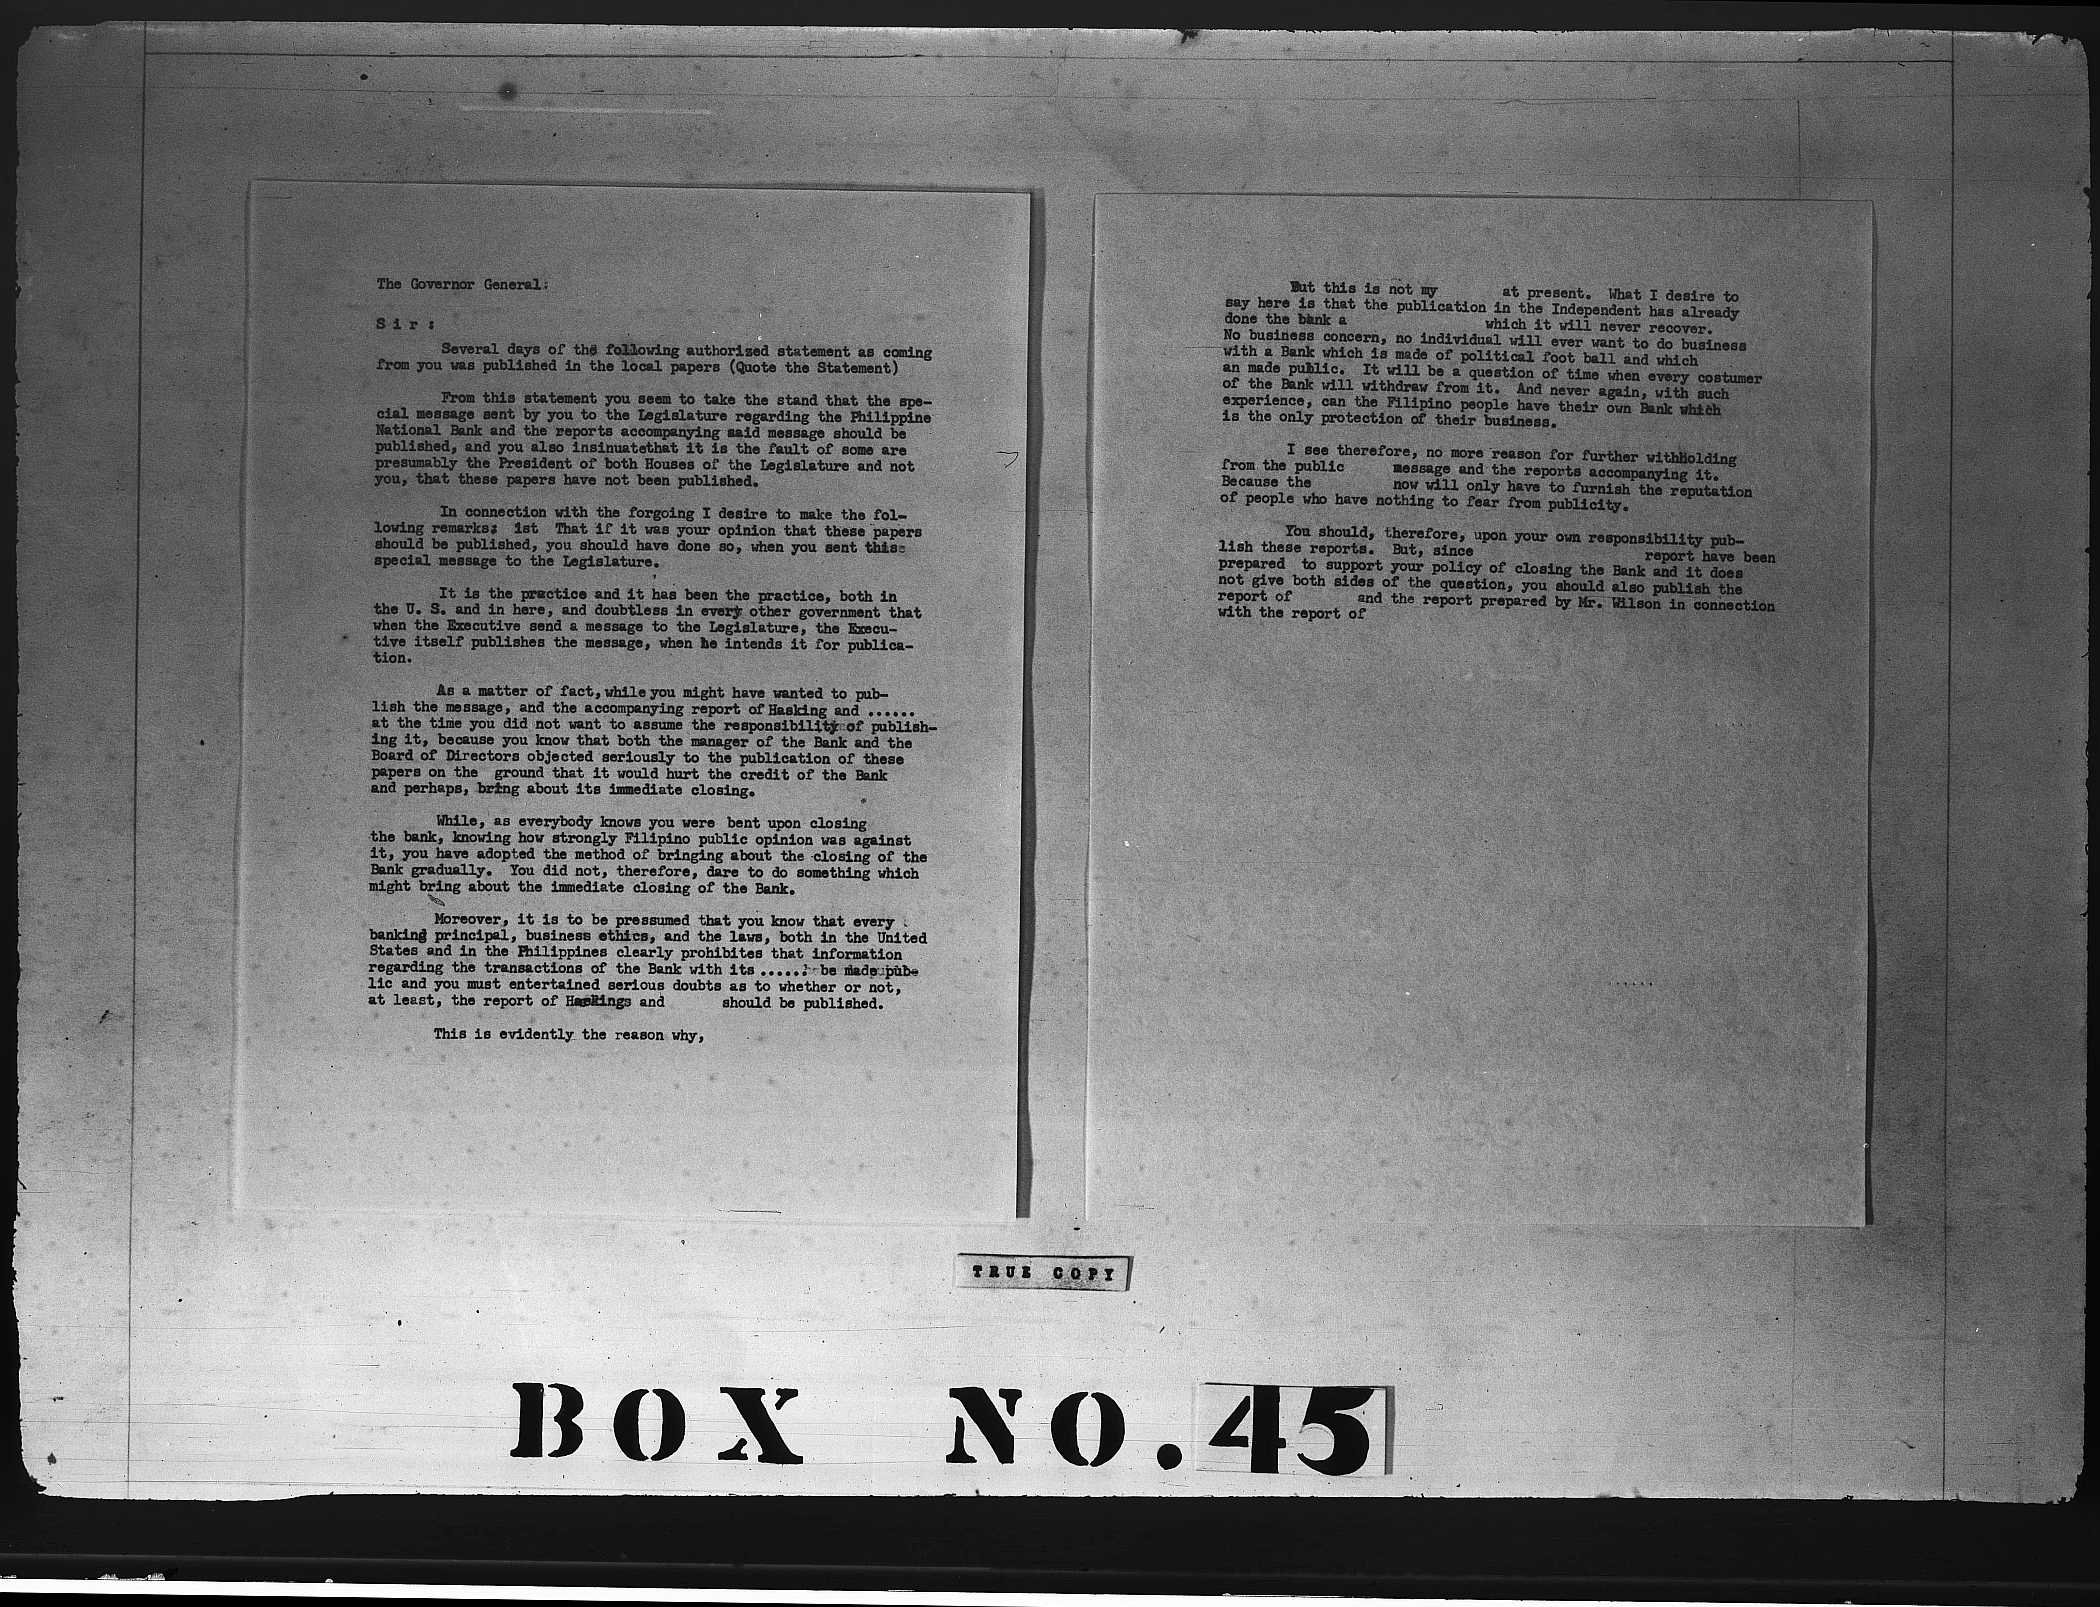 The Governor General:
S i r :
Several days of the following authorized statement as coming
from you was published in the local papers (Quote the Statement)
From this statement you seem to take the stand that the spe-
cial message sent by you to the Legislature regarding the Philippine
National Bank and the reports accompanying said message should be
published, and you also insinuatethat it is the fault of some are
presumably the President of both Houses of the Legislature and not
you, that these papers have not been published.
In connection with the forgoing I desire to make the fol-
lowing remarks: 1st That if it was your opinion that these papers
should be published, you should have done so, when you sent this
special message to the Legislature.
It is the practice and it has been the practice, both in
the U. S. and in here, and doubtless in every other government that
when the Executive send a message to the Legislature, the Execu-
tive itself publishes the message, when he intends it for publica-
tion.
As a matter of fact, while you might have wanted to pub-
lish the message, and the accompanying report of Hasking and ......
at the time you did not want to assume the responsibility of publish-
ing it, because you know that both the manager of the Bank and the
Board of Directors objected seriously to the publication of these
papers on the ground that it would hurt the credit of the Bank
and perhaps, bring about its immediate closing.
While, as everybody knows you were bent upon closing
the bank, knowing how strongly Filipino public opinion was against
it, you have adopted the method of bringing about the closing of the
Bank gradually. You did not, therefore, dare to do something which
might bring about the immediate closing of the Bank.
Moreover, it is to be pressumed that you know that every
banking principal, business ethics, and the laws, both in the United
States and in the Philippines clearly prohibites that information
regarding the transactions of the Bank with its ...... be made pub-
lic and you must entertained serious doubts as to whether or not,
at least, the report of Haskings and should be published.
This is evidently the reason why,
But this is not my at present. What I desire to
say here is that the publication in the Independent has already
done the bank a which it will never recover.
No business concern, no individual will ever want to do business
with a Bank which is made of political foot ball and which
an made public. It will be a question of time when every costumer
of the Bank will withdraw from it. And never again, with such
experience, can the Filipino people have their own Bank which
is the only protection of their business.
I see therefore, no more reason for further withholding
from the public message and the reports accompanying it.
Because the now will only have to furnish the reputation
of people who have nothing to fear from publicity.
You should, therefore, upon your own responsibility pub-
lish these reports. But, since report have been
prepared to support your policy of closing the Bank and it does
not give both sides of the question, you should also publish the
report of and the report prepared by Mr. Wilson in connection
with the report of
TRUE COPY
BOX NO. 45